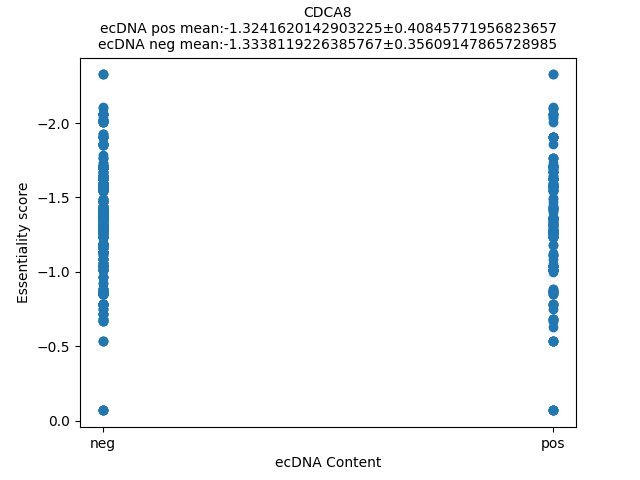 CDCA8
ecDNA pos mean:-1.3241620142903225±0.40845771956823657
ecDNA neg mean:-1.3338119226385767±0.35609147865728985
−2.0
−1.5
−1.0
−0.5
0.0
Essentiality score
neg
pos
ecDNA Content